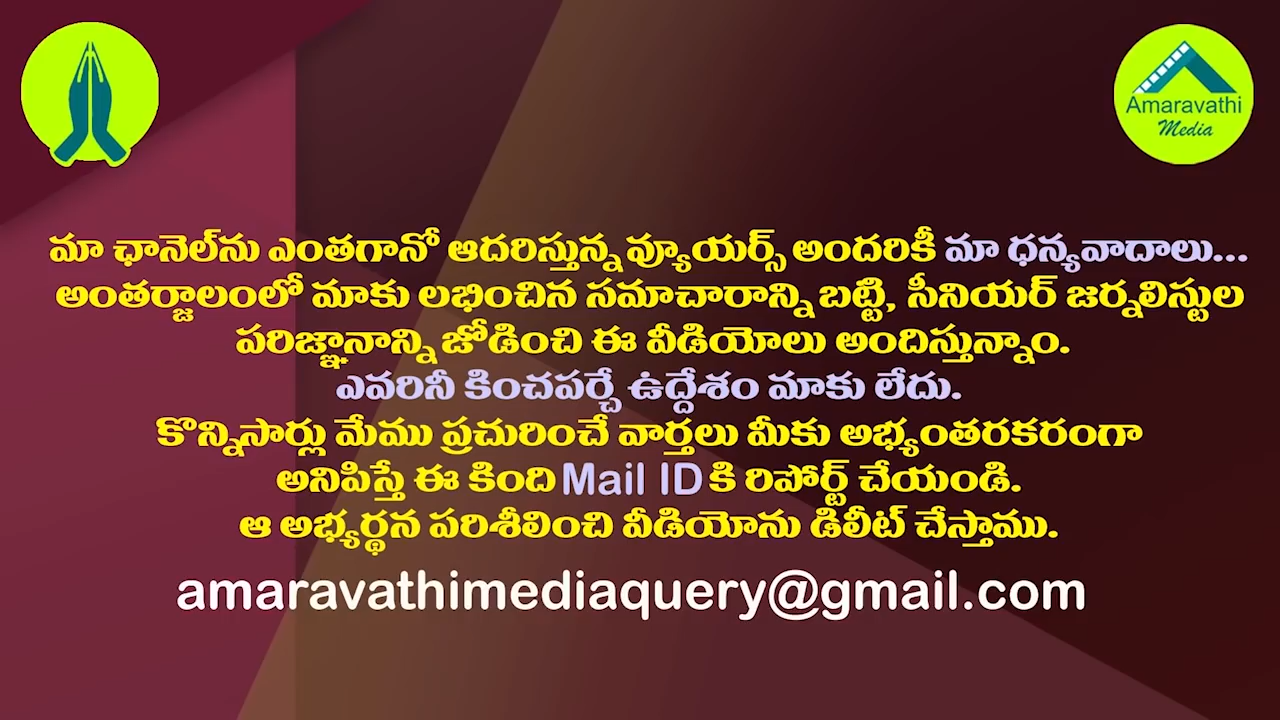 Amaravathi
Media
మా ఛానెల్‌ను ఎంతగానో ఆదరిస్తున్న వ్యూయర్స్ అందరికీ మా ధన్యవాదాలు...
అంతర్జాలంలో మాకు లభించిన సమాచారాన్ని బట్టి, సీనియర్ జర్నలిస్టుల
పరిజ్ఞానాన్ని జోడించి ఈ వీడియోలు అందిస్తున్నాం.
ఎవరినీ కించపర్చే ఉద్దేశం మాకు లేదు.
కొన్నిసార్లు మేము ప్రచురించే వార్తలు మీకు అభ్యంతరకరంగా
అనిపిస్తే ఈ కింది Mail ID కి రిపోర్ట్ చేయండి.
ఆ అభ్యర్థన పరిశీలించి వీడియోను డిలీట్ చేస్తాము.
amaravathimediaquery@gmail.com